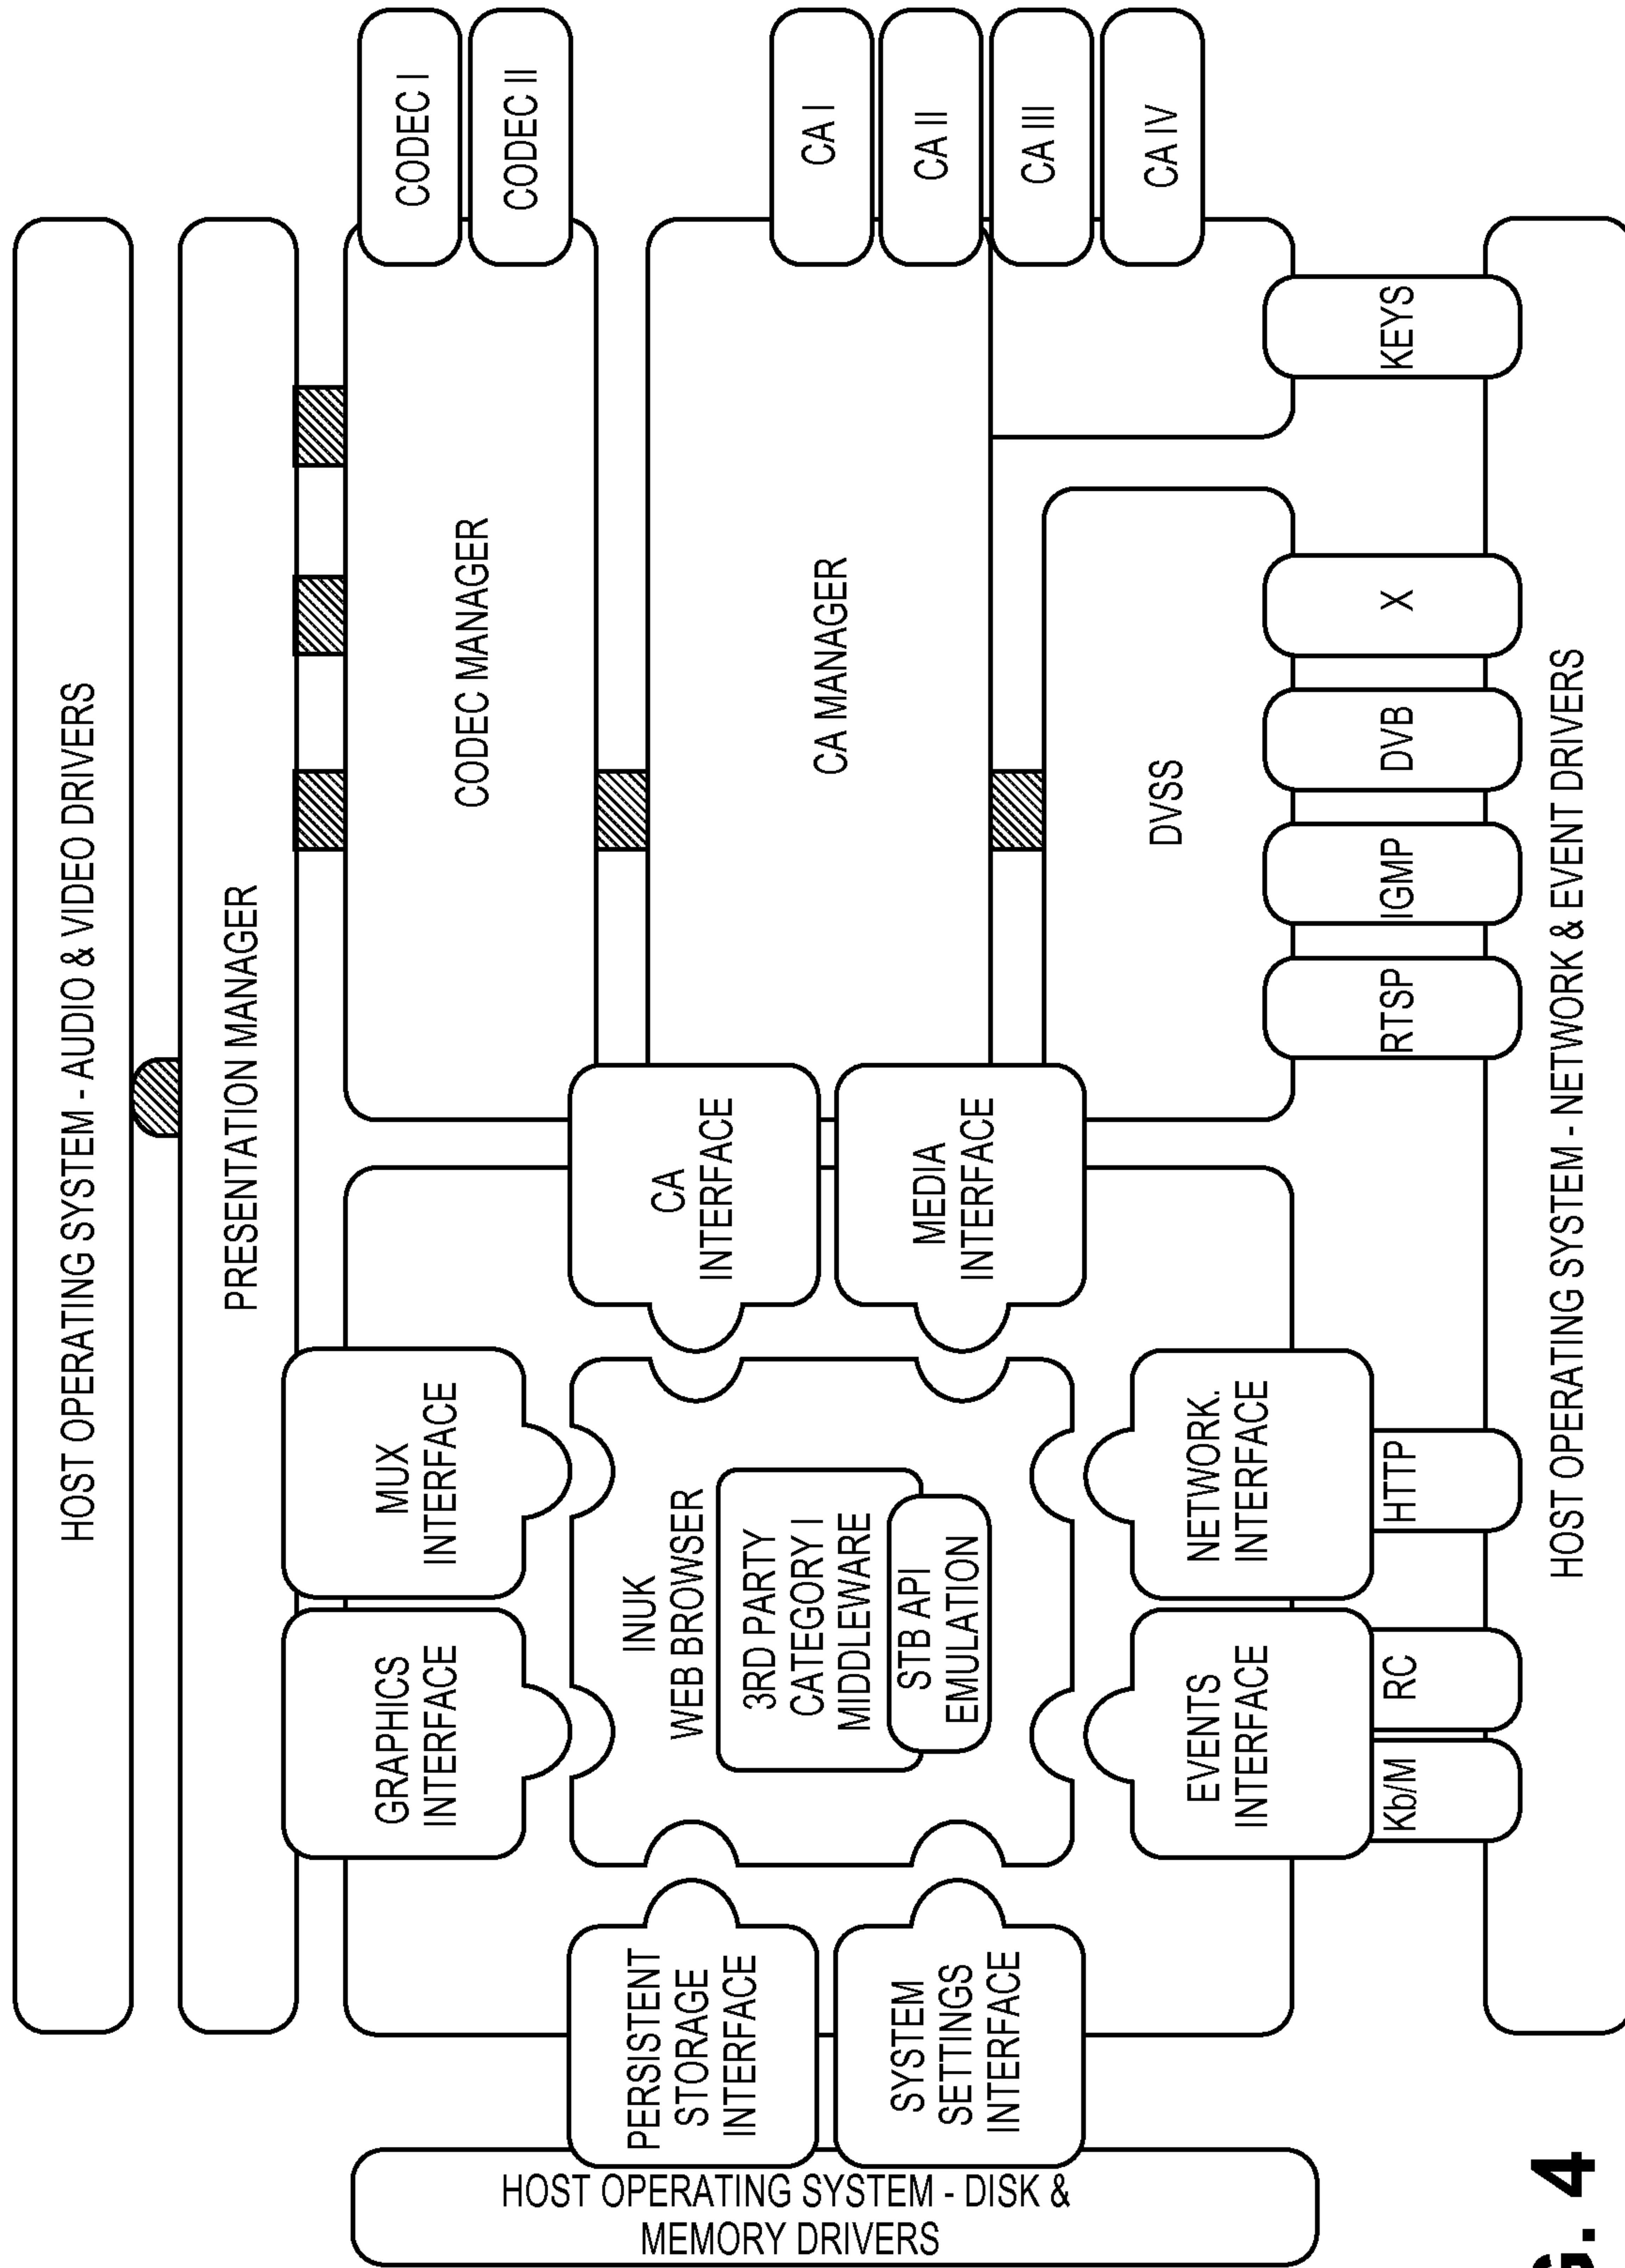 HOST OPERATING SYSTEM - AUDIO & VIDEO DRIVERS
PRESENTATION MANAGER
GRAPHICS
INTERFACE
MUX
INTERFACE
CODEC MANAGER
CODEC I
CODEC II
PERSISTENT
STORAGE
INTERFACE
SYSTEM
SETTINGS
INTERFACE
HOST OPERATING SYSTEM - DISK &
MEMORY DRIVERS
INUK
WEB BROWSER
3RD PARTY
CATEGORY I
MIDDLEWARE
STB API
EMULATION
CA
INTERFACE
MEDIA
INTERFACE
CA MANAGER
CA I
CA II
CA III
CA IV
DVSS
EVENTS
INTERFACE
NETWORK.
INTERFACE
Kb/M
RC
HTTP
RTSP
IGMP
DVB
X
KEYS
HOST OPERATING SYSTEM - NETWORK & EVENT DRIVERS
G. 4